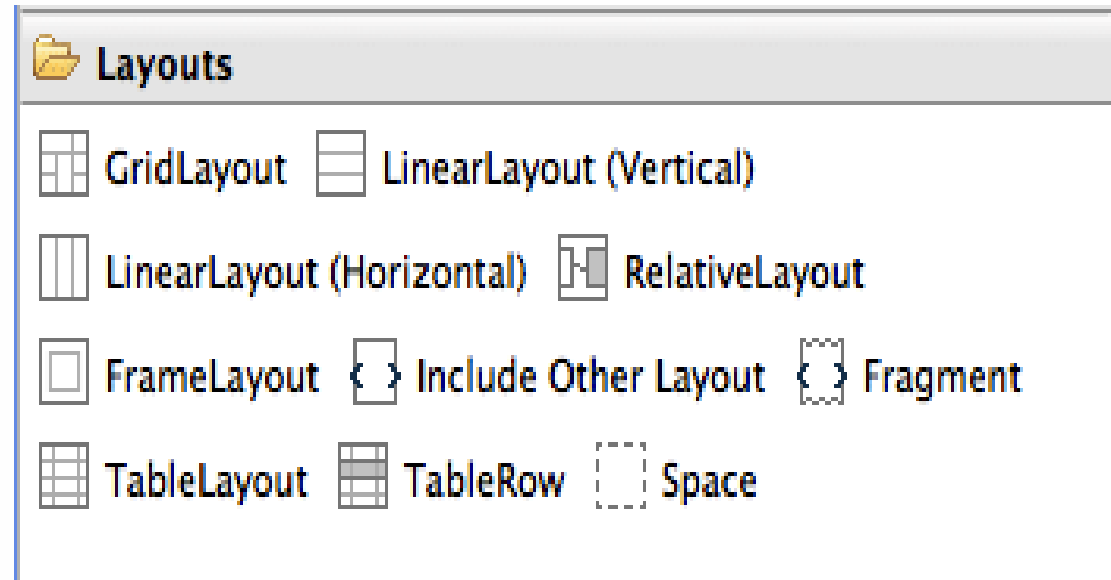 Layouts
GridLayout LinearLayout (Vertical)
LinearLayout (Horizontal) RelativeLayout
FrameLayout Include Other Layout Fragment
TableLayout TableRow Space